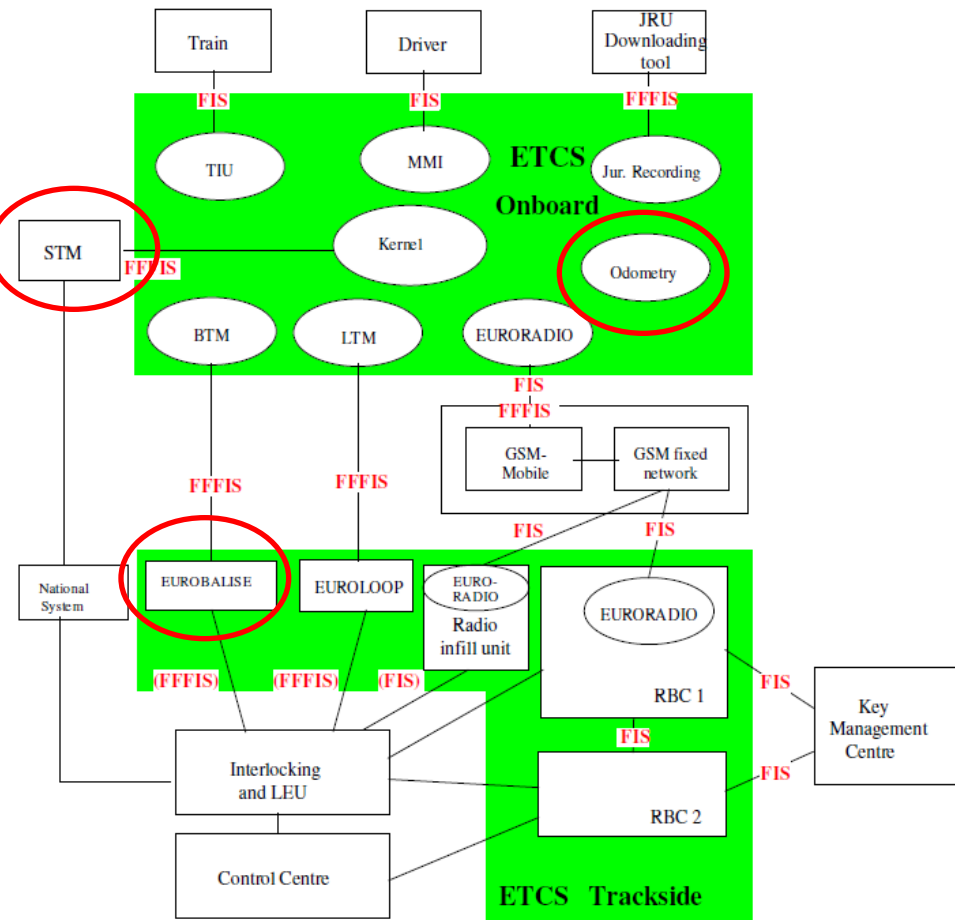 Train
Driver
JRU
Downloading
tool
FIS
FIS
FFFIS
TIU
MMI
ETCS
Onboard
Jur. Recording
STM
FFFIS
Kernel
Odometry
BTM
LTM
EURORADIO
FIS
FFFIS
GSM-
Mobile
GSM fixed
network
FFFIS
FFFIS
FIS
FIS
National
System
EUROBALISE
EUROLOOP
EURO-
RADIO
Radio
infill unit
EURORADIO
RBC 1
(FFFIS)
(FFFIS)
(FIS)
FIS
Key
Management
Centre
FIS
FIS
Interlocking
and LEU
RBC 2
Control Centre
ETCS Trackside